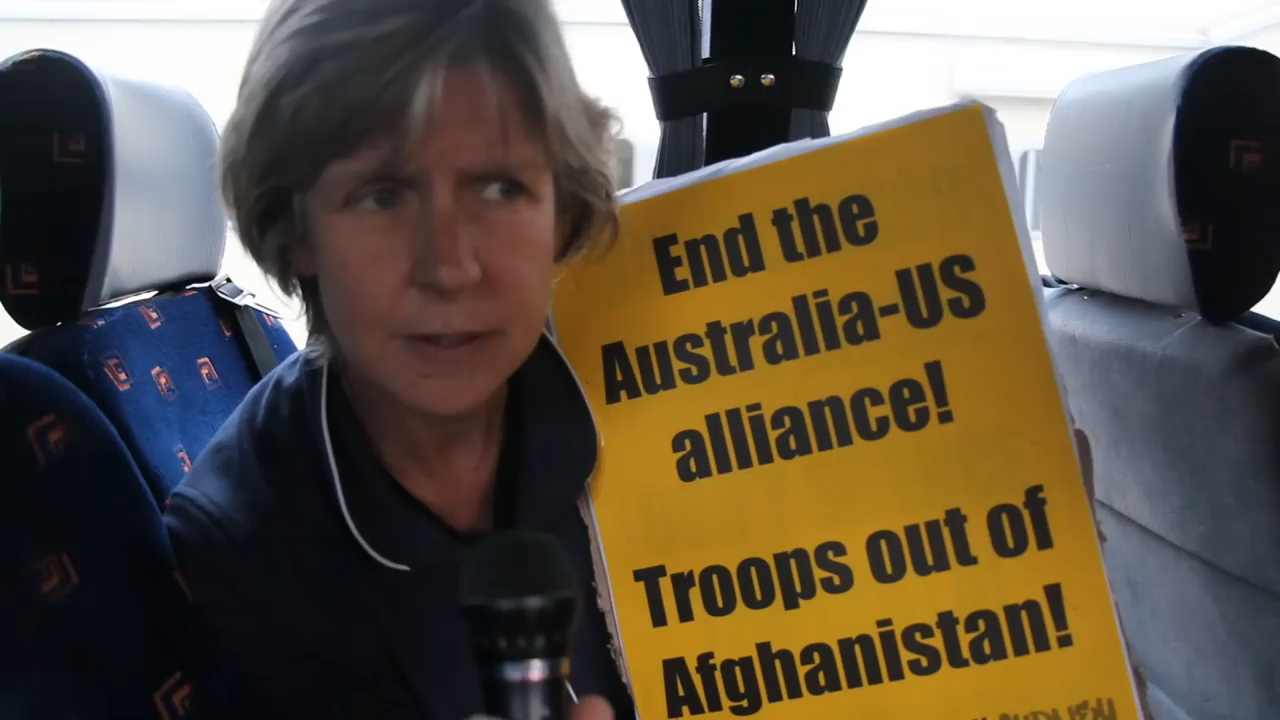 End the
Australia-US
alliance!
Troops out of
Afghanistan!